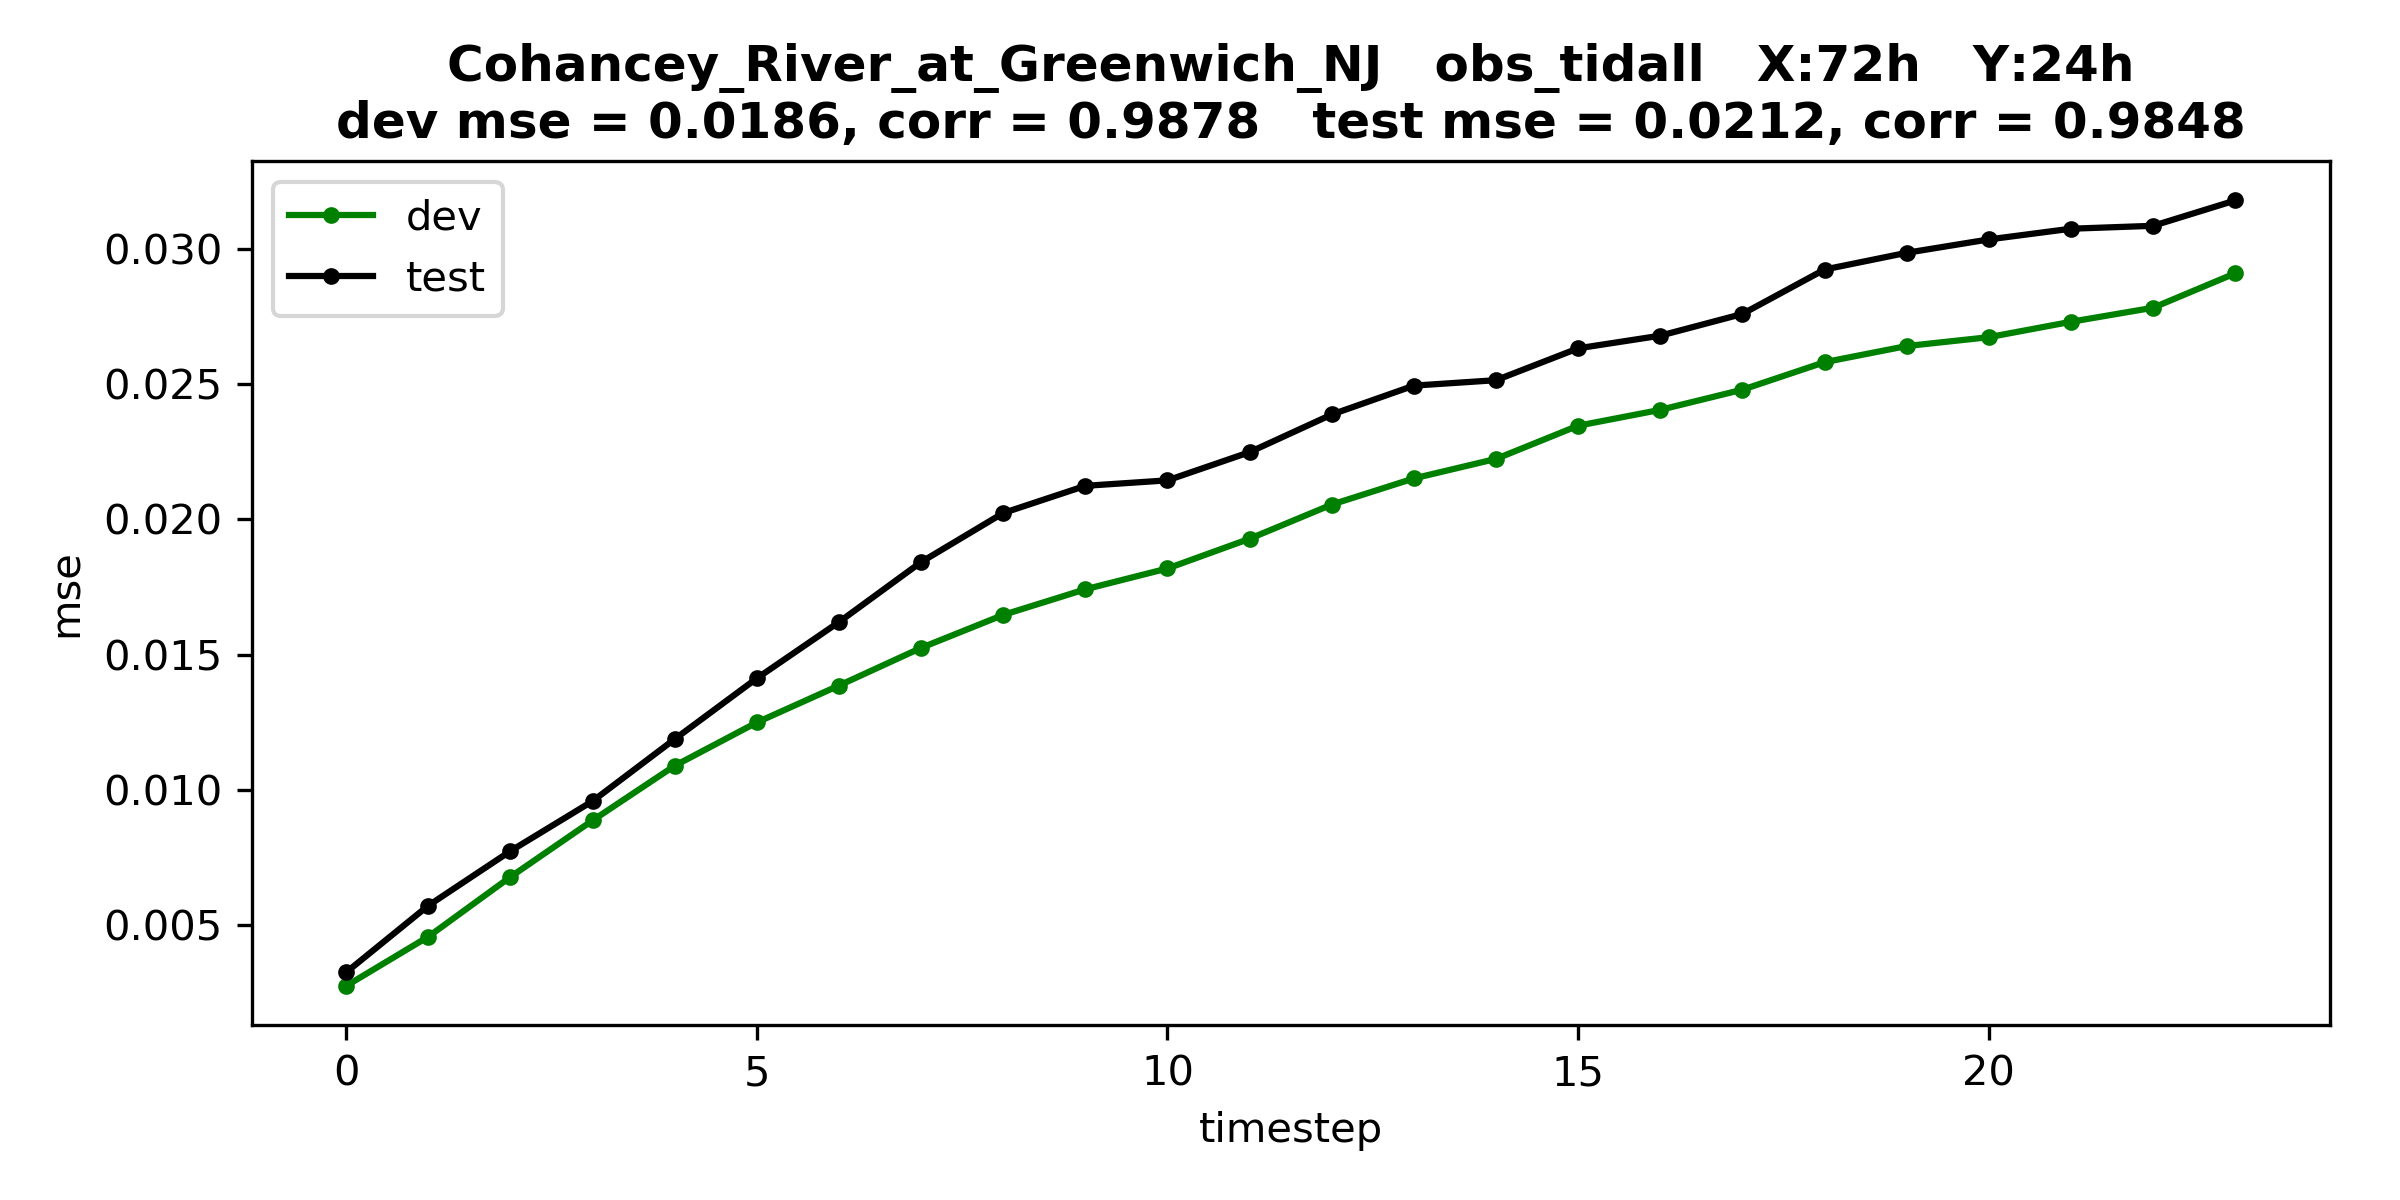 Cohancey_River_at_Greenwich_NJ   obs_tidall   X:72h   Y:24h
dev mse = 0.0186, corr = 0.9878   test mse = 0.0212, corr = 0.9848
dev
test
0.030
0.025
0.020
0.015
0.010
0.005
mse
0
5
10
15
20
timestep